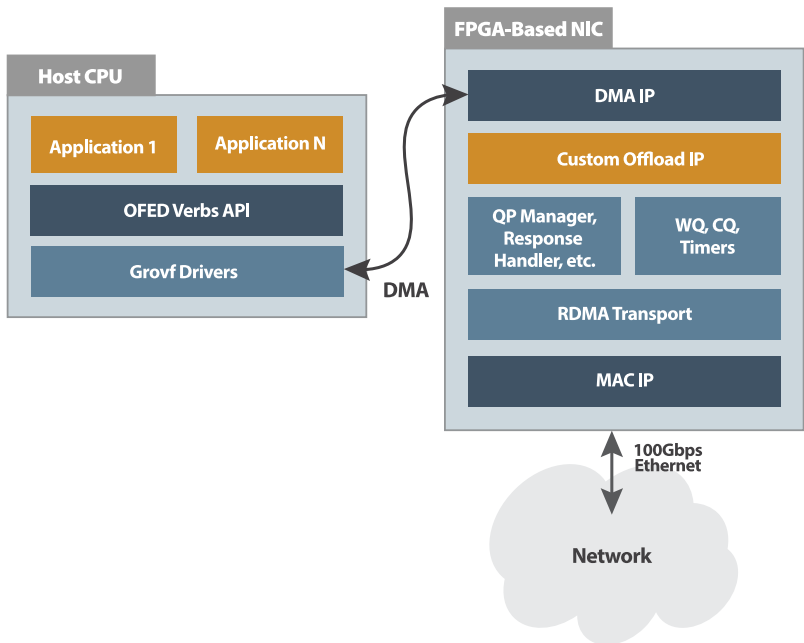 Host CPU
Application 1
Application N
OFED Verbs API
Grovf Drivers
DMA
FPGA-Based NIC
DMA IP
Custom Offload IP
QP Manager,
Response
Handler, etc.
WQ, CQ,
Timers
RDMA Transport
MAC IP
100Gbps
Ethernet
Network